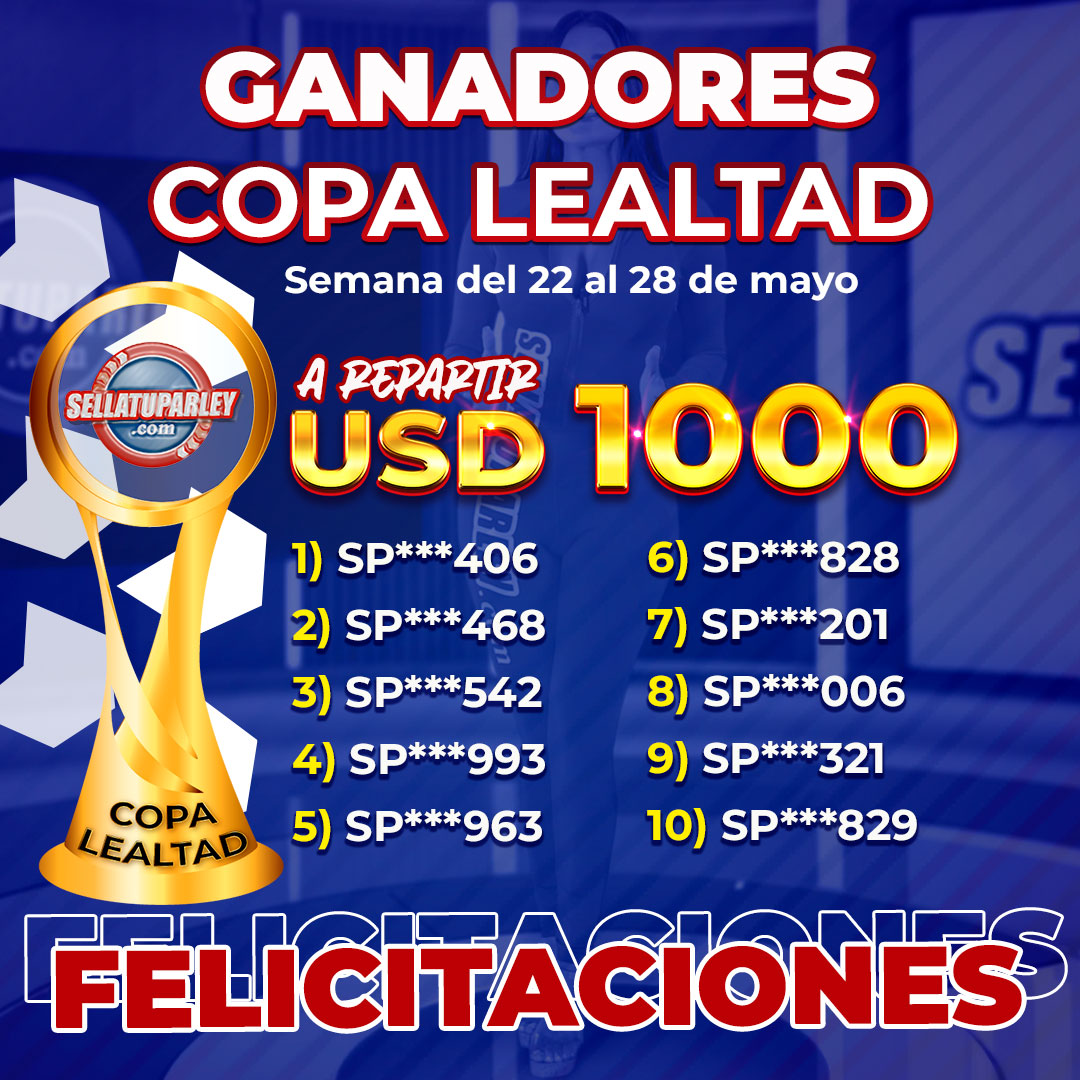 GANADORES
COPA LEALTAD
Semana del 22 al 28 de mayo
A REPARTIR
USD 1000
SELLATUPARLEY
.com
1) SP***406
2) SP***468
3) SP***542
4) SP***993
5) SP***963
6) SP***828
7) SP***201
8) SP***006
9) SP***321
10) SP***829
COPA
LEALTAD
FELICITACIONES
FELICITACIONES
SE